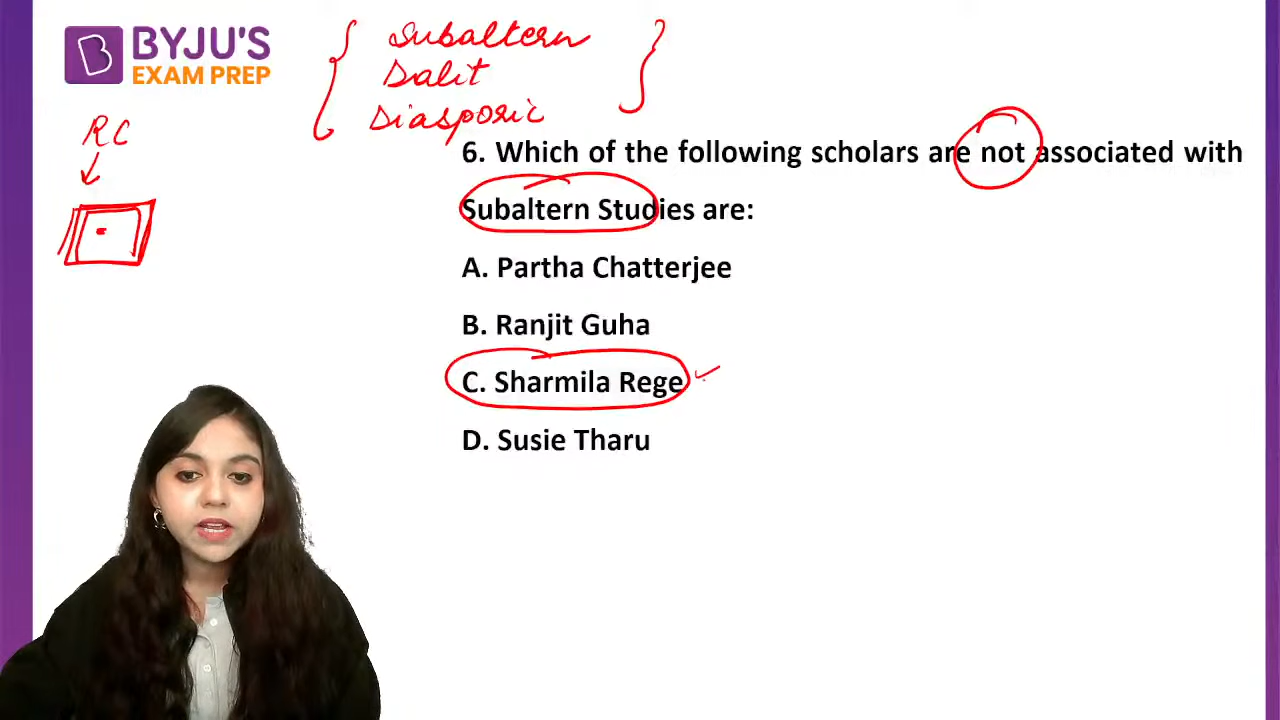 BYJU'S
EXAM PREP
Subaltern
Dalit
Diasporic
RC
6. Which of the following scholars are not associated with
Subaltern Studies are:
A. Partha Chatterjee
B. Ranjit Guha
C. Sharmila Rege
D. Susie Tharu